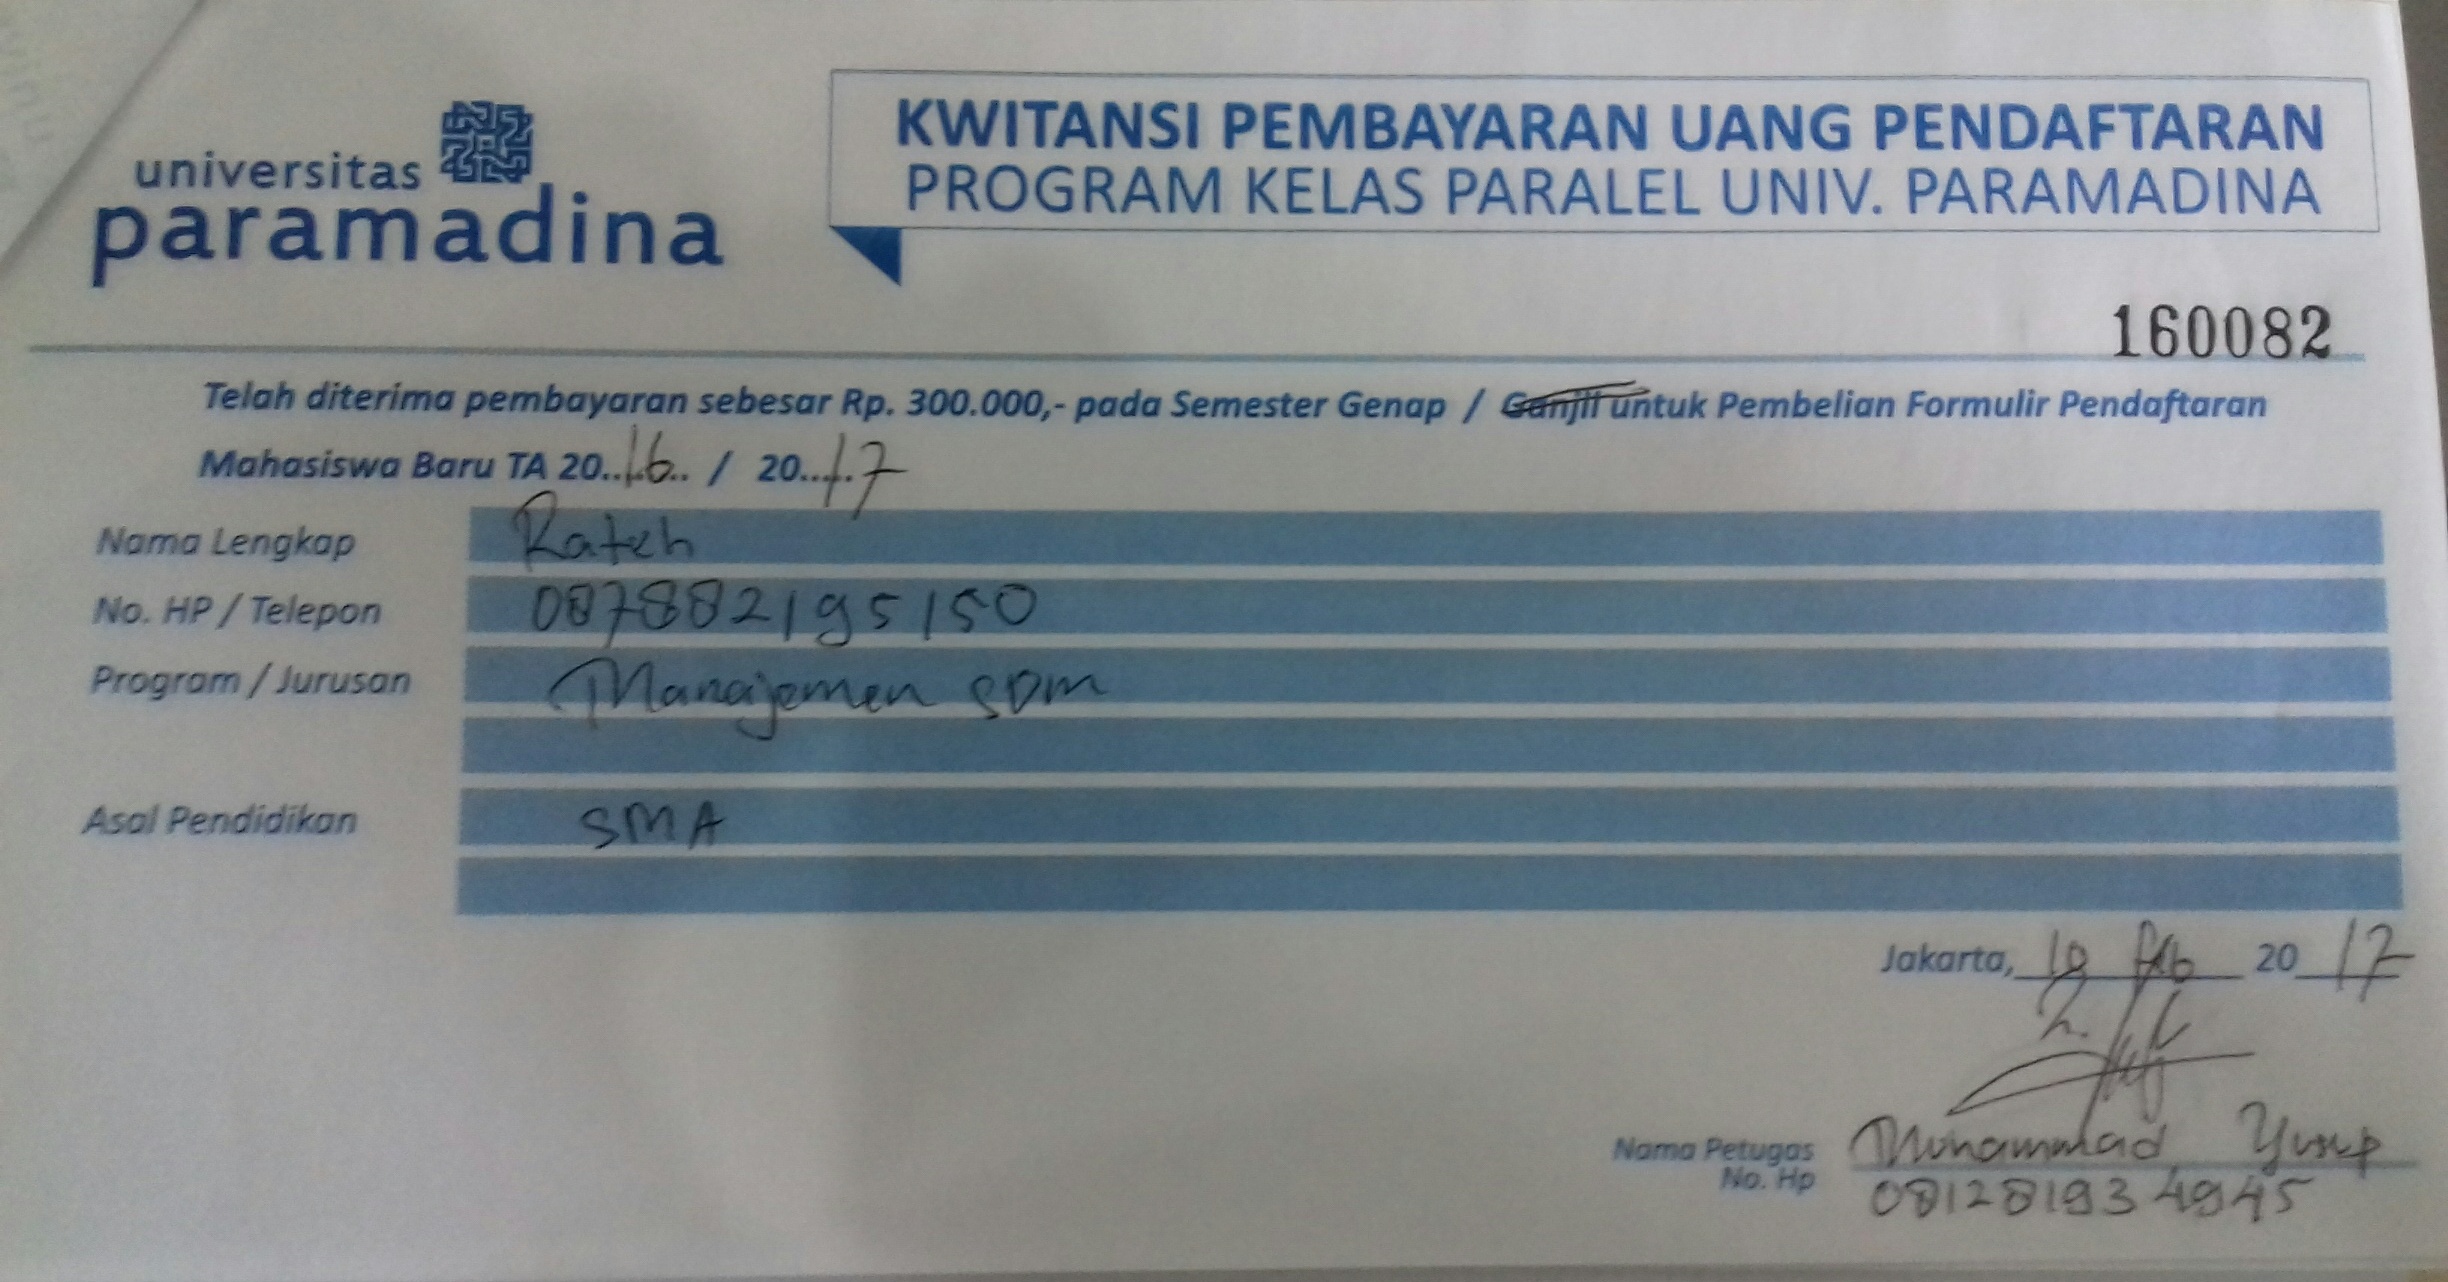 universitas
paramadina
KWITANSI PEMBAYARAN UANG PENDAFTARAN
PROGRAM KELAS PARALEL UNIV. PARAMADINA
160082
Telah diterima pembayaran sebesar Rp. 300.000,- pada Semester Genap / Ganjil untuk Pembelian Formulir Pendaftaran
Mahasiswa Baru TA 20..16.. / 20....17
Nama Lengkap Rateh
No. HP / Telepon 087882195150
Program / Jurusan Manajemen SDM
Asal Pendidikan SMA
Jakarta, 18 Feb 20 17
Nama Petugas Muhammad Yusup
No. Hp 081281934945